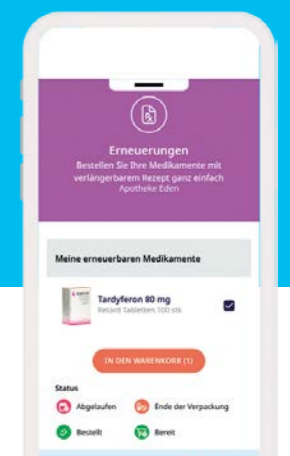 Erneuerungen
Bestellen Sie Ihre Medikamente mit
verlängerbarem Rezept ganz einfach
Apotheke Eden
Meine erneuerbaren Medikamente
Tardyferon 80 mg
Retard Tabletten 100 stk
IN DEN WARENKORB (1)
Status
Abgelaufen Ende der Verpackung
Bestellt Bereit